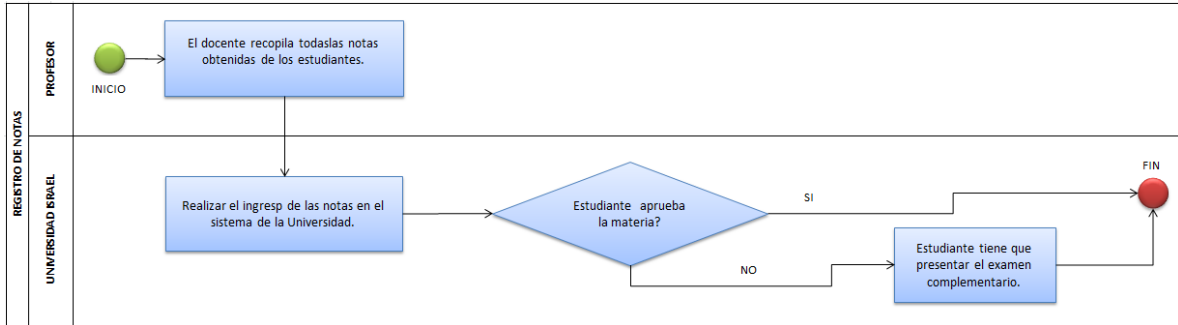 REGISTRO DE NOTAS
PROFESOR
INICIO
El docente recopila todaslas notas
obtenidas de los estudiantes.
UNIVERSIDAD ISRAEL
Realizar el ingresp de las notas en el
sistema de la Universidad.
Estudiante aprueba
la materia?
SI
NO
Estudiante tiene que
presentar el examen
complementario.
FIN